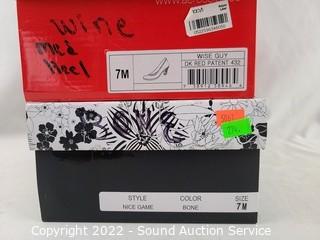 wine
med
heel
7M
WISE GUY
DK RED PATENT 432
STYLE COLOR SIZE
NICE GAME BONE 7M
Copyright 2022 - Sound Auction Service